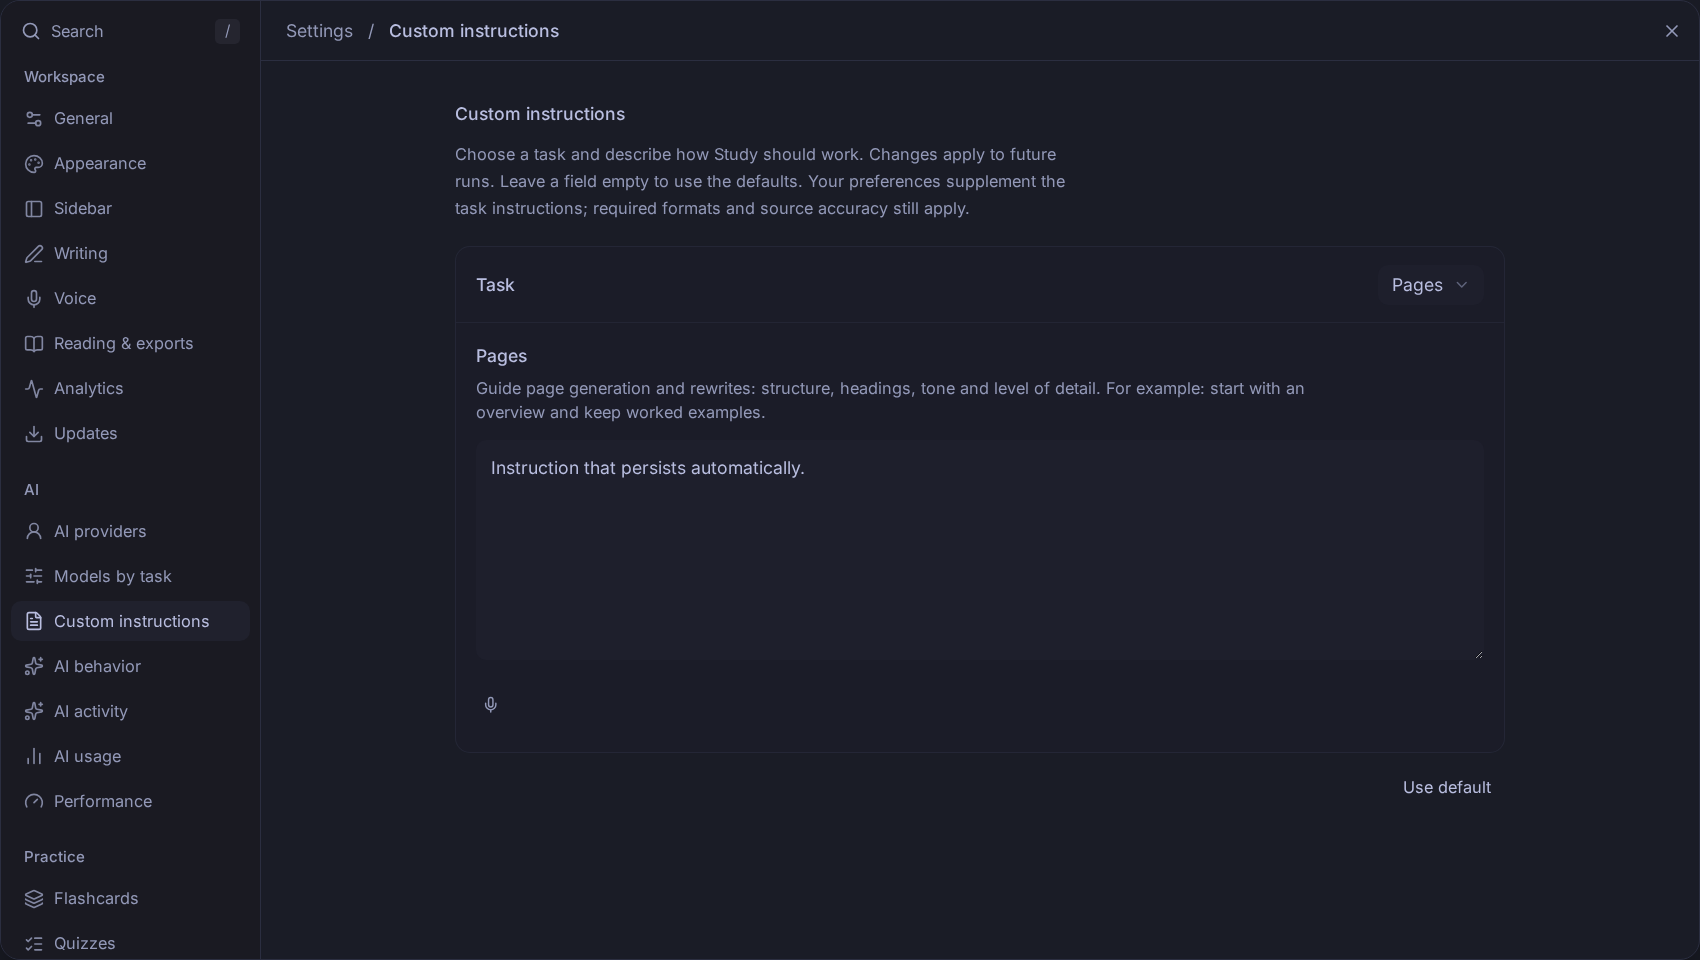 Search /
Settings / Custom instructions
Workspace
General
Appearance
Sidebar
Writing
Voice
Reading & exports
Analytics
Updates
AI
AI providers
Models by task
Custom instructions
AI behavior
AI activity
AI usage
Performance
Practice
Flashcards
Quizzes
Custom instructions
Choose a task and describe how Study should work. Changes apply to future
runs. Leave a field empty to use the defaults. Your preferences supplement the
task instructions; required formats and source accuracy still apply.
Task
Pages
Pages
Guide page generation and rewrites: structure, headings, tone and level of detail. For example: start with an
overview and keep worked examples.
Instruction that persists automatically.
Use default